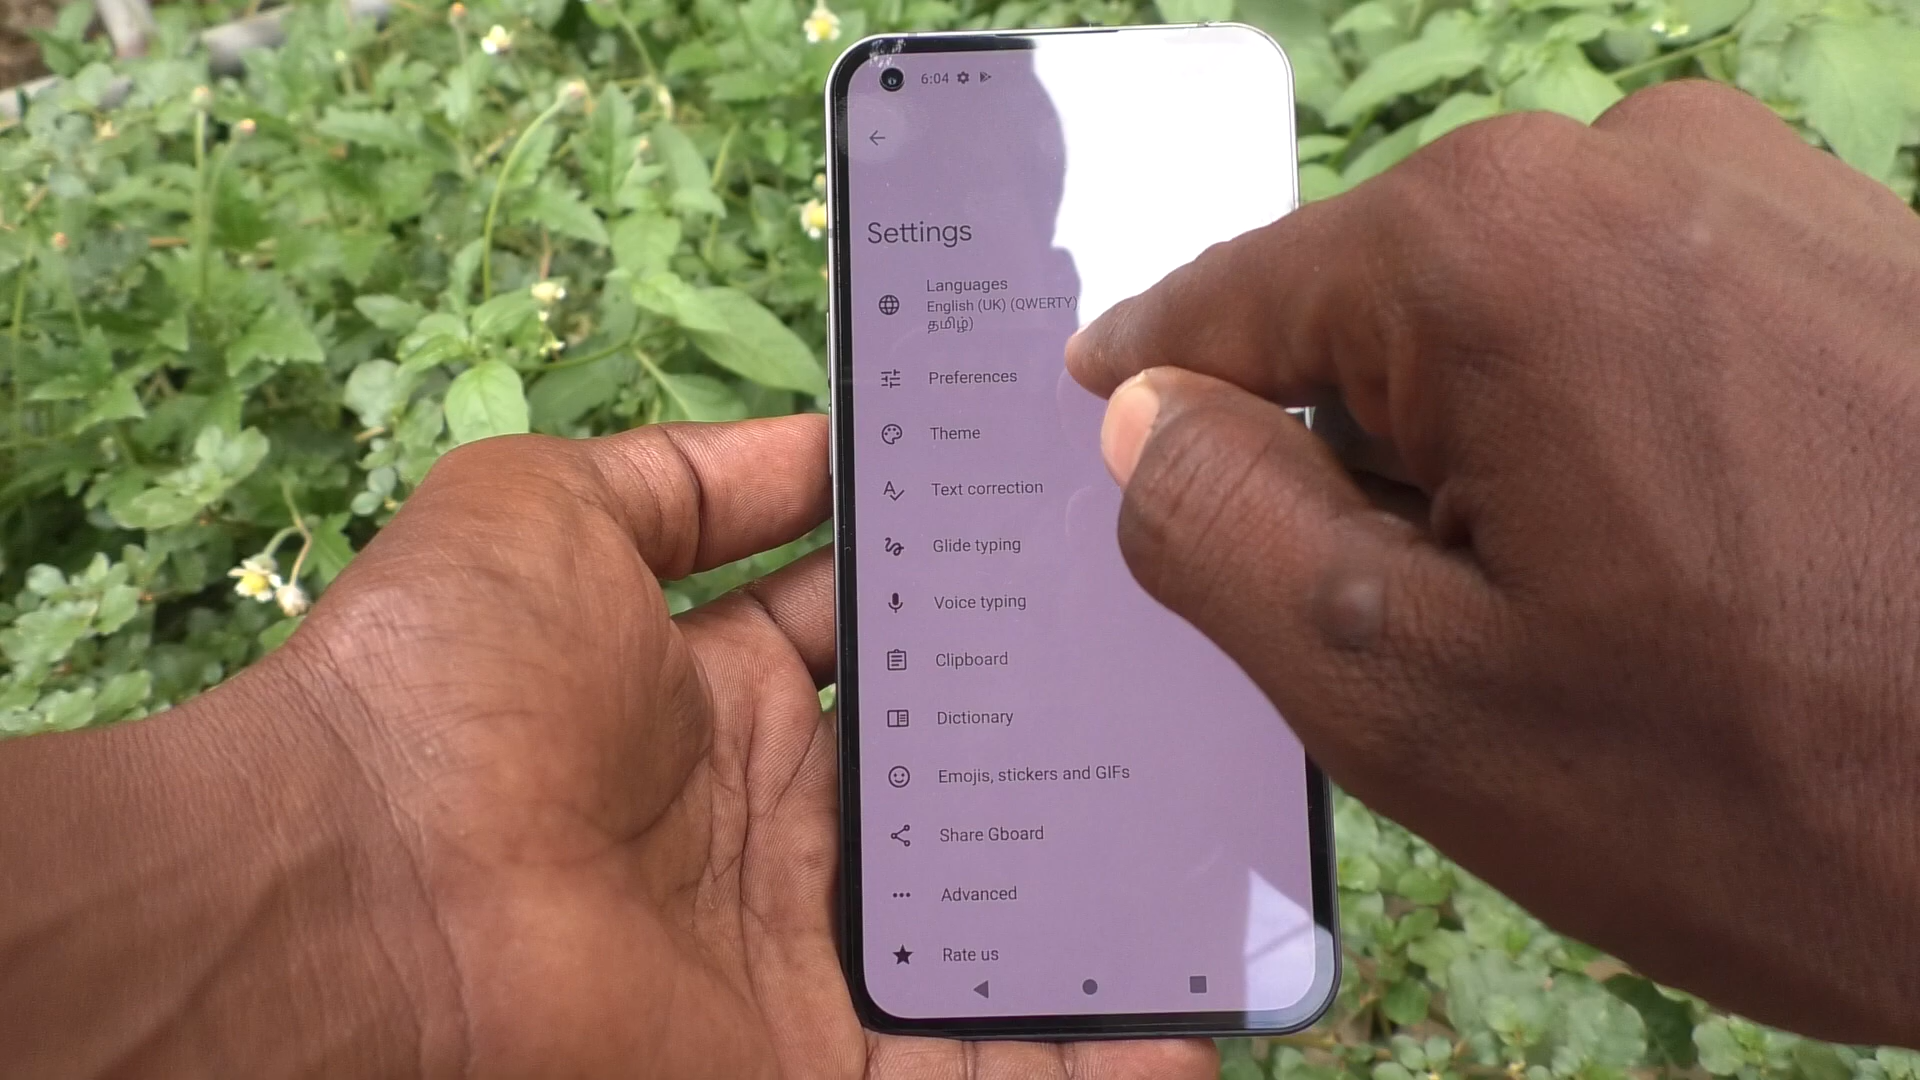 6:04
Settings
Languages
English (UK) (QWERTY)
தமிழ்)
Preferences
Theme
Text correction
Glide typing
Voice typing
Clipboard
Dictionary
Emojis, stickers and GIFs
Share Gboard
Advanced
Rate us